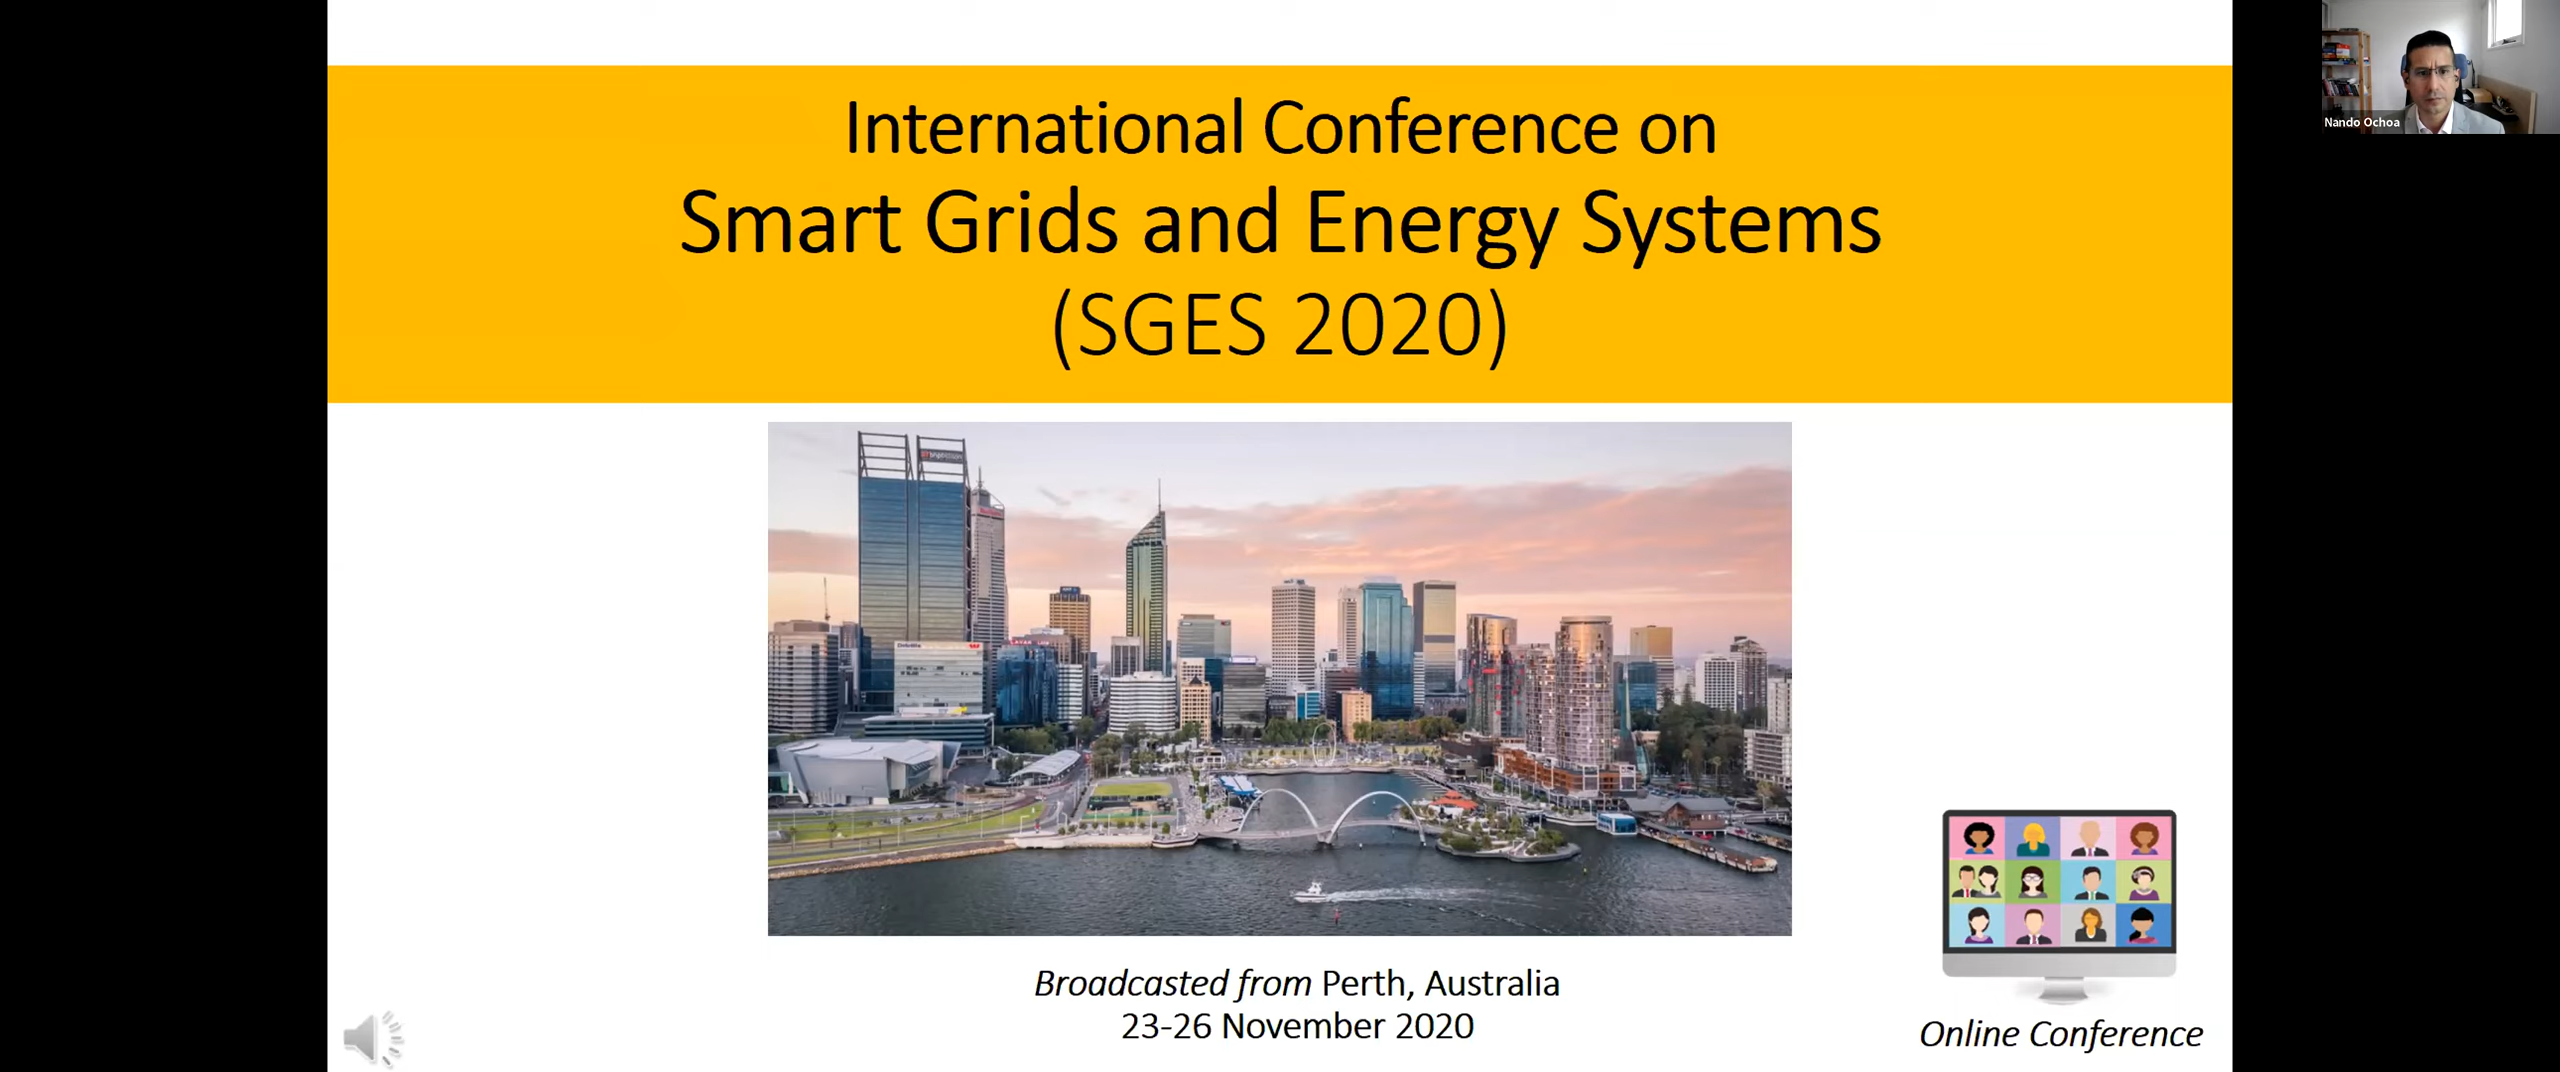 International Conference on
Smart Grids and Energy Systems
(SGES 2020)
Nando Ochoa
Deloitte
Broadcasted from Perth, Australia
23-26 November 2020
Online Conference